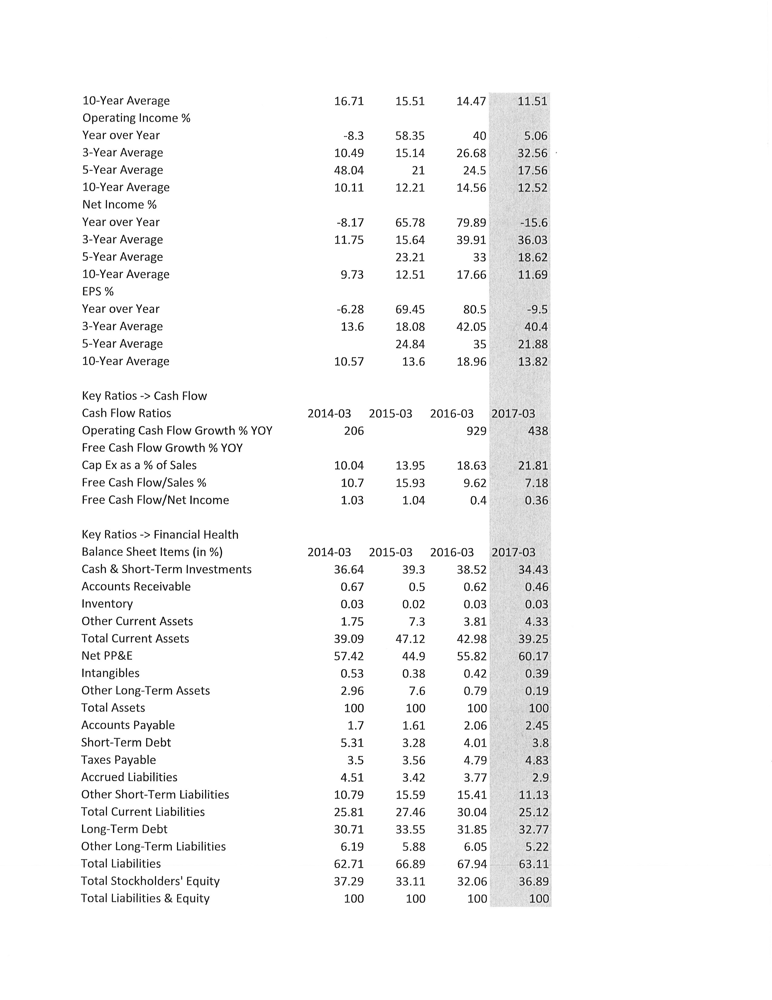 10-Year Average 16.71 15.51 14.47 11.51
Operating Income %
Year over Year -8.3 58.35 40 5.06
3-Year Average 10.49 15.14 26.68 32.56
5-Year Average 48.04 21 24.5 17.56
10-Year Average 10.11 12.21 14.56 12.52
Net Income %
Year over Year -8.17 65.78 79.89 -15.6
3-Year Average 11.75 15.64 39.91 36.03
5-Year Average 23.21 33 18.62
10-Year Average 9.73 12.51 17.66 11.69
EPS %
Year over Year -6.28 69.45 80.5 -9.5
3-Year Average 13.6 18.08 42.05 40.4
5-Year Average 24.84 35 21.88
10-Year Average 10.57 13.6 18.96 13.82
Key Ratios -> Cash Flow
Cash Flow Ratios 2014-03 2015-03 2016-03 2017-03
Operating Cash Flow Growth % YOY 206 929 438
Free Cash Flow Growth % YOY
Cap Ex as a % of Sales 10.04 13.95 18.63 21.81
Free Cash Flow/Sales % 10.7 15.93 9.62 7.18
Free Cash Flow/Net Income 1.03 1.04 0.4 0.36
Key Ratios -> Financial Health
Balance Sheet Items (in %) 2014-03 2015-03 2016-03 2017-03
Cash & Short-Term Investments 36.64 39.3 38.52 34.43
Accounts Receivable 0.67 0.5 0.62 0.46
Inventory 0.03 0.02 0.03 0.03
Other Current Assets 1.75 7.3 3.81 4.33
Total Current Assets 39.09 47.12 42.98 39.25
Net PP&E 57.42 44.9 55.82 60.17
Intangibles 0.53 0.38 0.42 0.39
Other Long-Term Assets 2.96 7.6 0.79 0.19
Total Assets 100 100 100 100
Accounts Payable 1.7 1.61 2.06 2.45
Short-Term Debt 5.31 3.28 4.01 3.8
Taxes Payable 3.5 3.56 4.79 4.83
Accrued Liabilities 4.51 3.42 3.77 2.9
Other Short-Term Liabilities 10.79 15.59 15.41 11.13
Total Current Liabilities 25.81 27.46 30.04 25.12
Long-Term Debt 30.71 33.55 31.85 32.77
Other Long-Term Liabilities 6.19 5.88 6.05 5.22
Total Liabilities 62.71 66.89 67.94 63.11
Total Stockholders' Equity 37.29 33.11 32.06 36.89
Total Liabilities & Equity 100 100 100 100